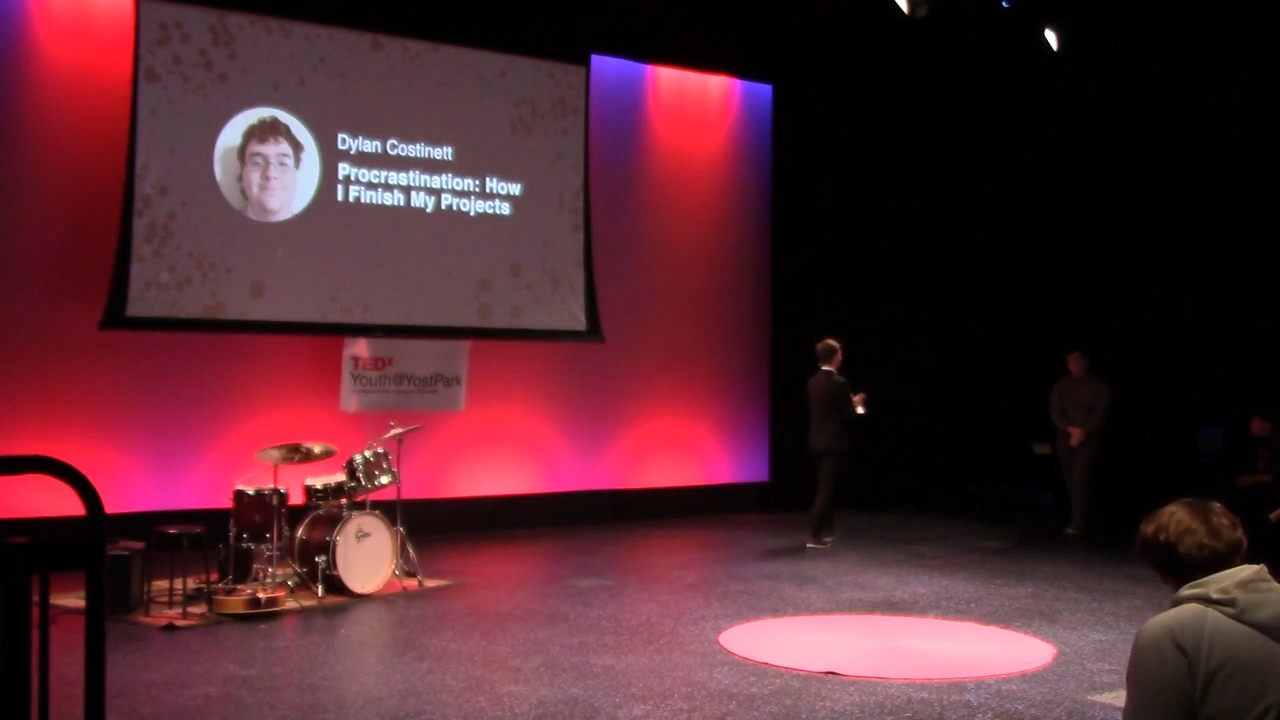 Dylan Costinett
Procrastination: How
I Finish My Projects
TEDx
Youth@YostPark